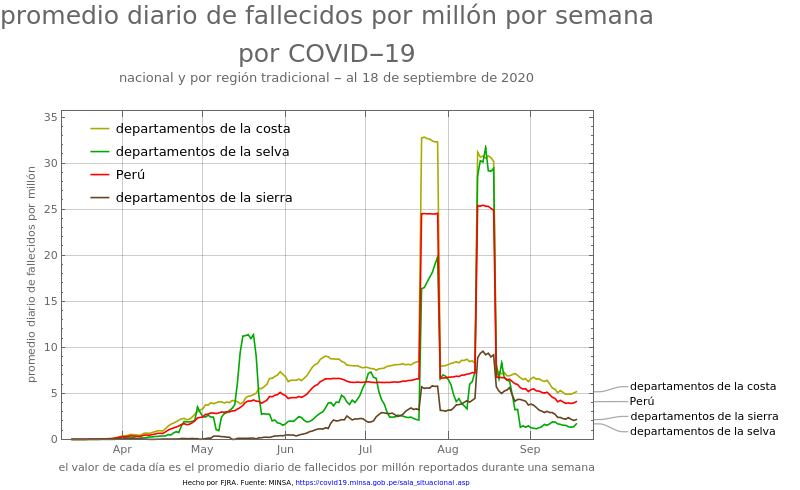 promedio diario de fallecidos por millón por semana
por COVID−19
nacional y por región tradicional − al 18 de septiembre de 2020
promedio diario de fallecidos por millón
35
30
25
20
15
10
5
0
departamentos de la costa
departamentos de la selva
Perú
departamentos de la sierra
Apr May Jun Jul Aug Sep
departamentos de la costa
Perú
departamentos de la sierra
departamentos de la selva
el valor de cada día es el promedio diario de fallecidos por millón reportados durante una semana
Hecho por FJRA. Fuente: MINSA, https://covid19.minsa.gob.pe/sala_situacional.asp